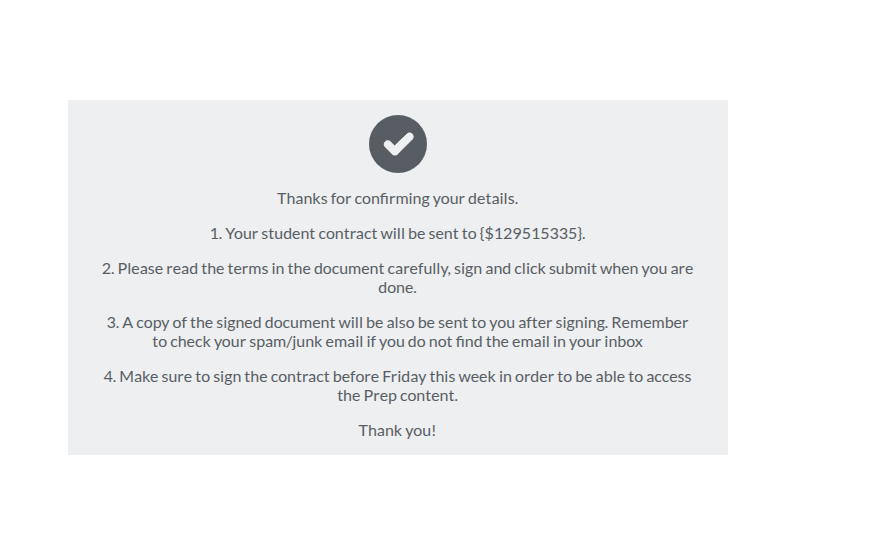 Thanks for confirming your details.
1. Your student contract will be sent to {$129515335}.
2. Please read the terms in the document carefully, sign and click submit when you are
done.
3. A copy of the signed document will be also be sent to you after signing. Remember
to check your spam/junk email if you do not find the email in your inbox
4. Make sure to sign the contract before Friday this week in order to be able to access
the Prep content.
Thank you!